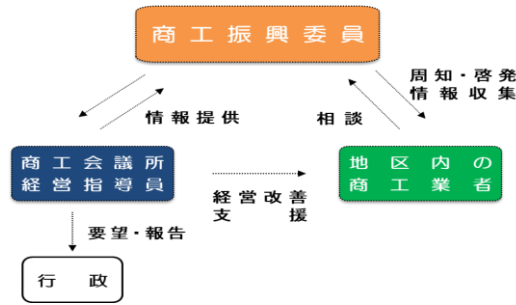 商工振興委員
周知・啓発
情報収集
情報提供
相談
商工会議所
経営指導員
地区内の
商工業者
経営改善
支援
要望・報告
行政